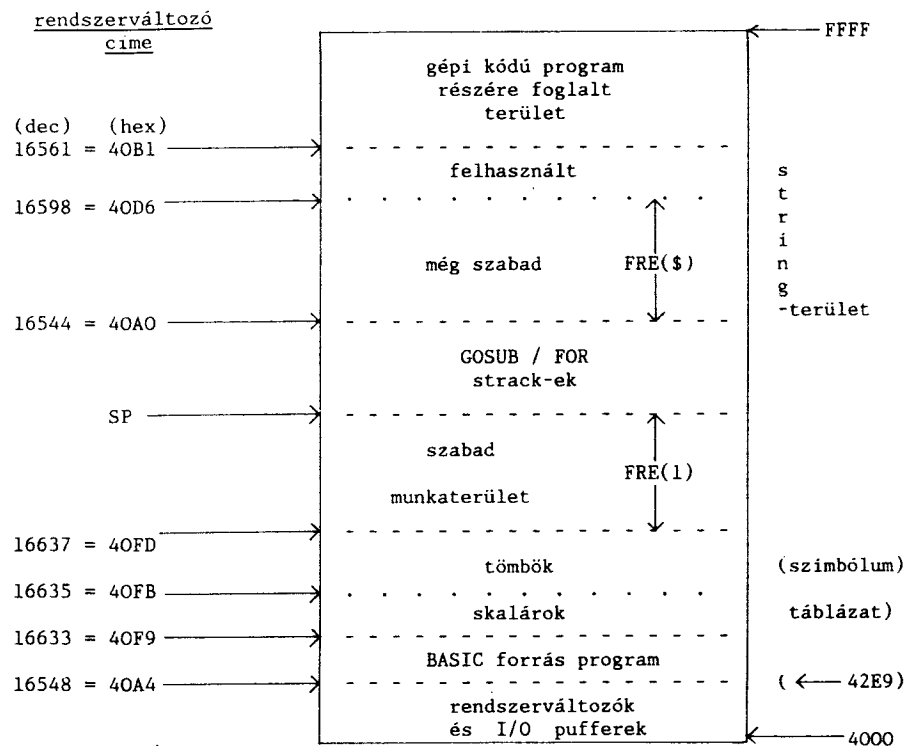 rendszerváltozó
cime
FFFF
gépi kódú program
részére foglalt
terület
(dec) (hex)
16561 = 40B1
felhasznált
16598 = 40D6
még szabad FRE($)
string
-terület
16544 = 40A0
GOSUB / FOR
strack-ek
SP
szabad
FRE(1)
munkaterület
16637 = 40FD
tömbök (szimbólum)
16635 = 40FB
skalárok táblázat)
16633 = 40F9
BASIC forrás program
16548 = 40A4 ( ← 42E9)
rendszerváltozók
és I/O pufferek
4000